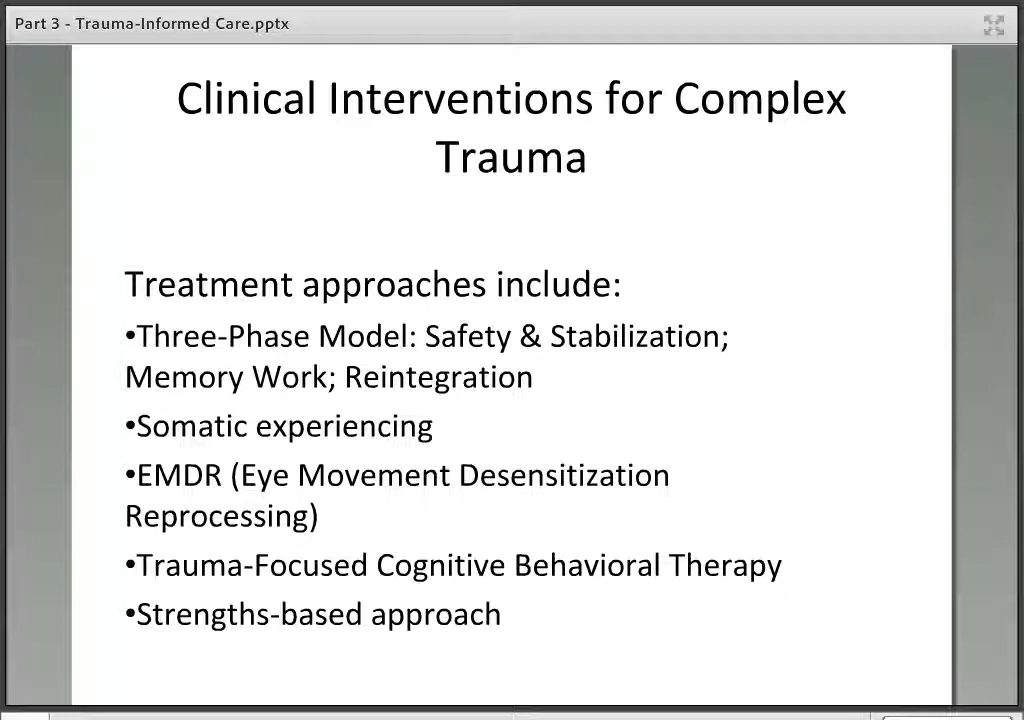 Part 3 - Trauma-Informed Care.pptx
Clinical Interventions for Complex
Trauma
Treatment approaches include:
•Three-Phase Model: Safety & Stabilization;
Memory Work; Reintegration
•Somatic experiencing
•EMDR (Eye Movement Desensitization
Reprocessing)
•Trauma-Focused Cognitive Behavioral Therapy
•Strengths-based approach